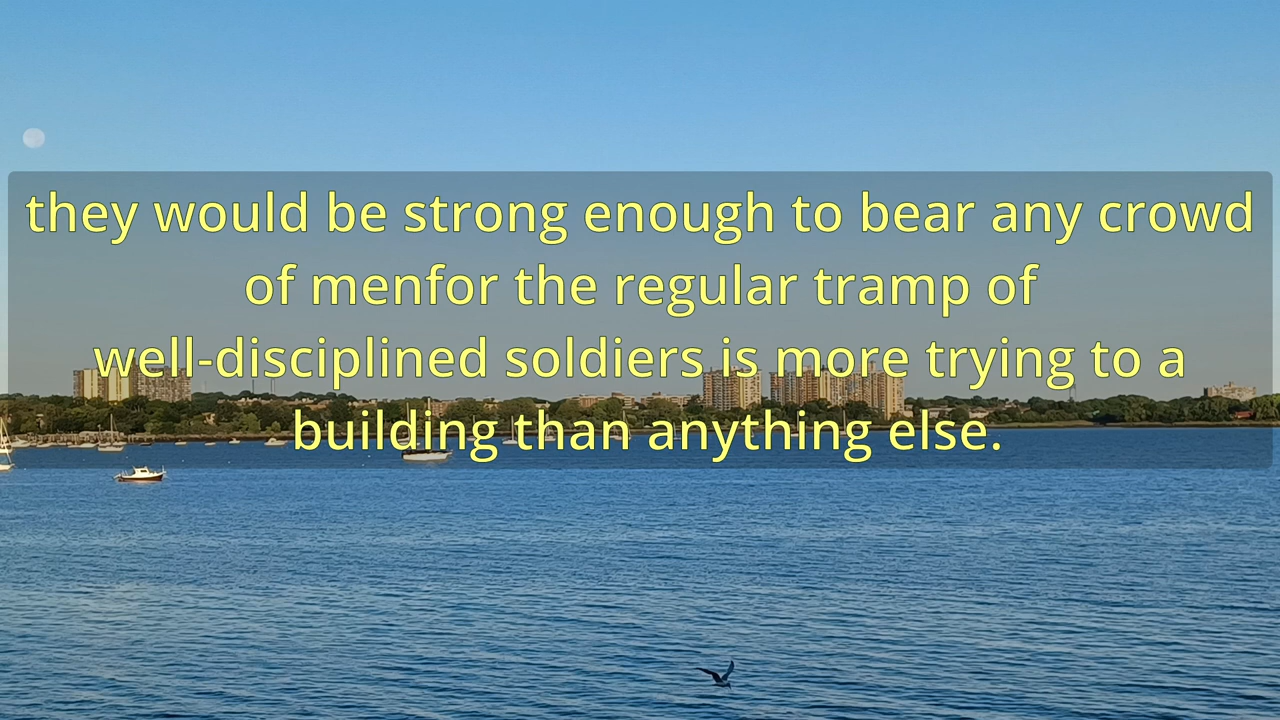 they would be strong enough to bear any crowd
of menfor the regular tramp of
well-disciplined soldiers is more trying to a
building than anything else.